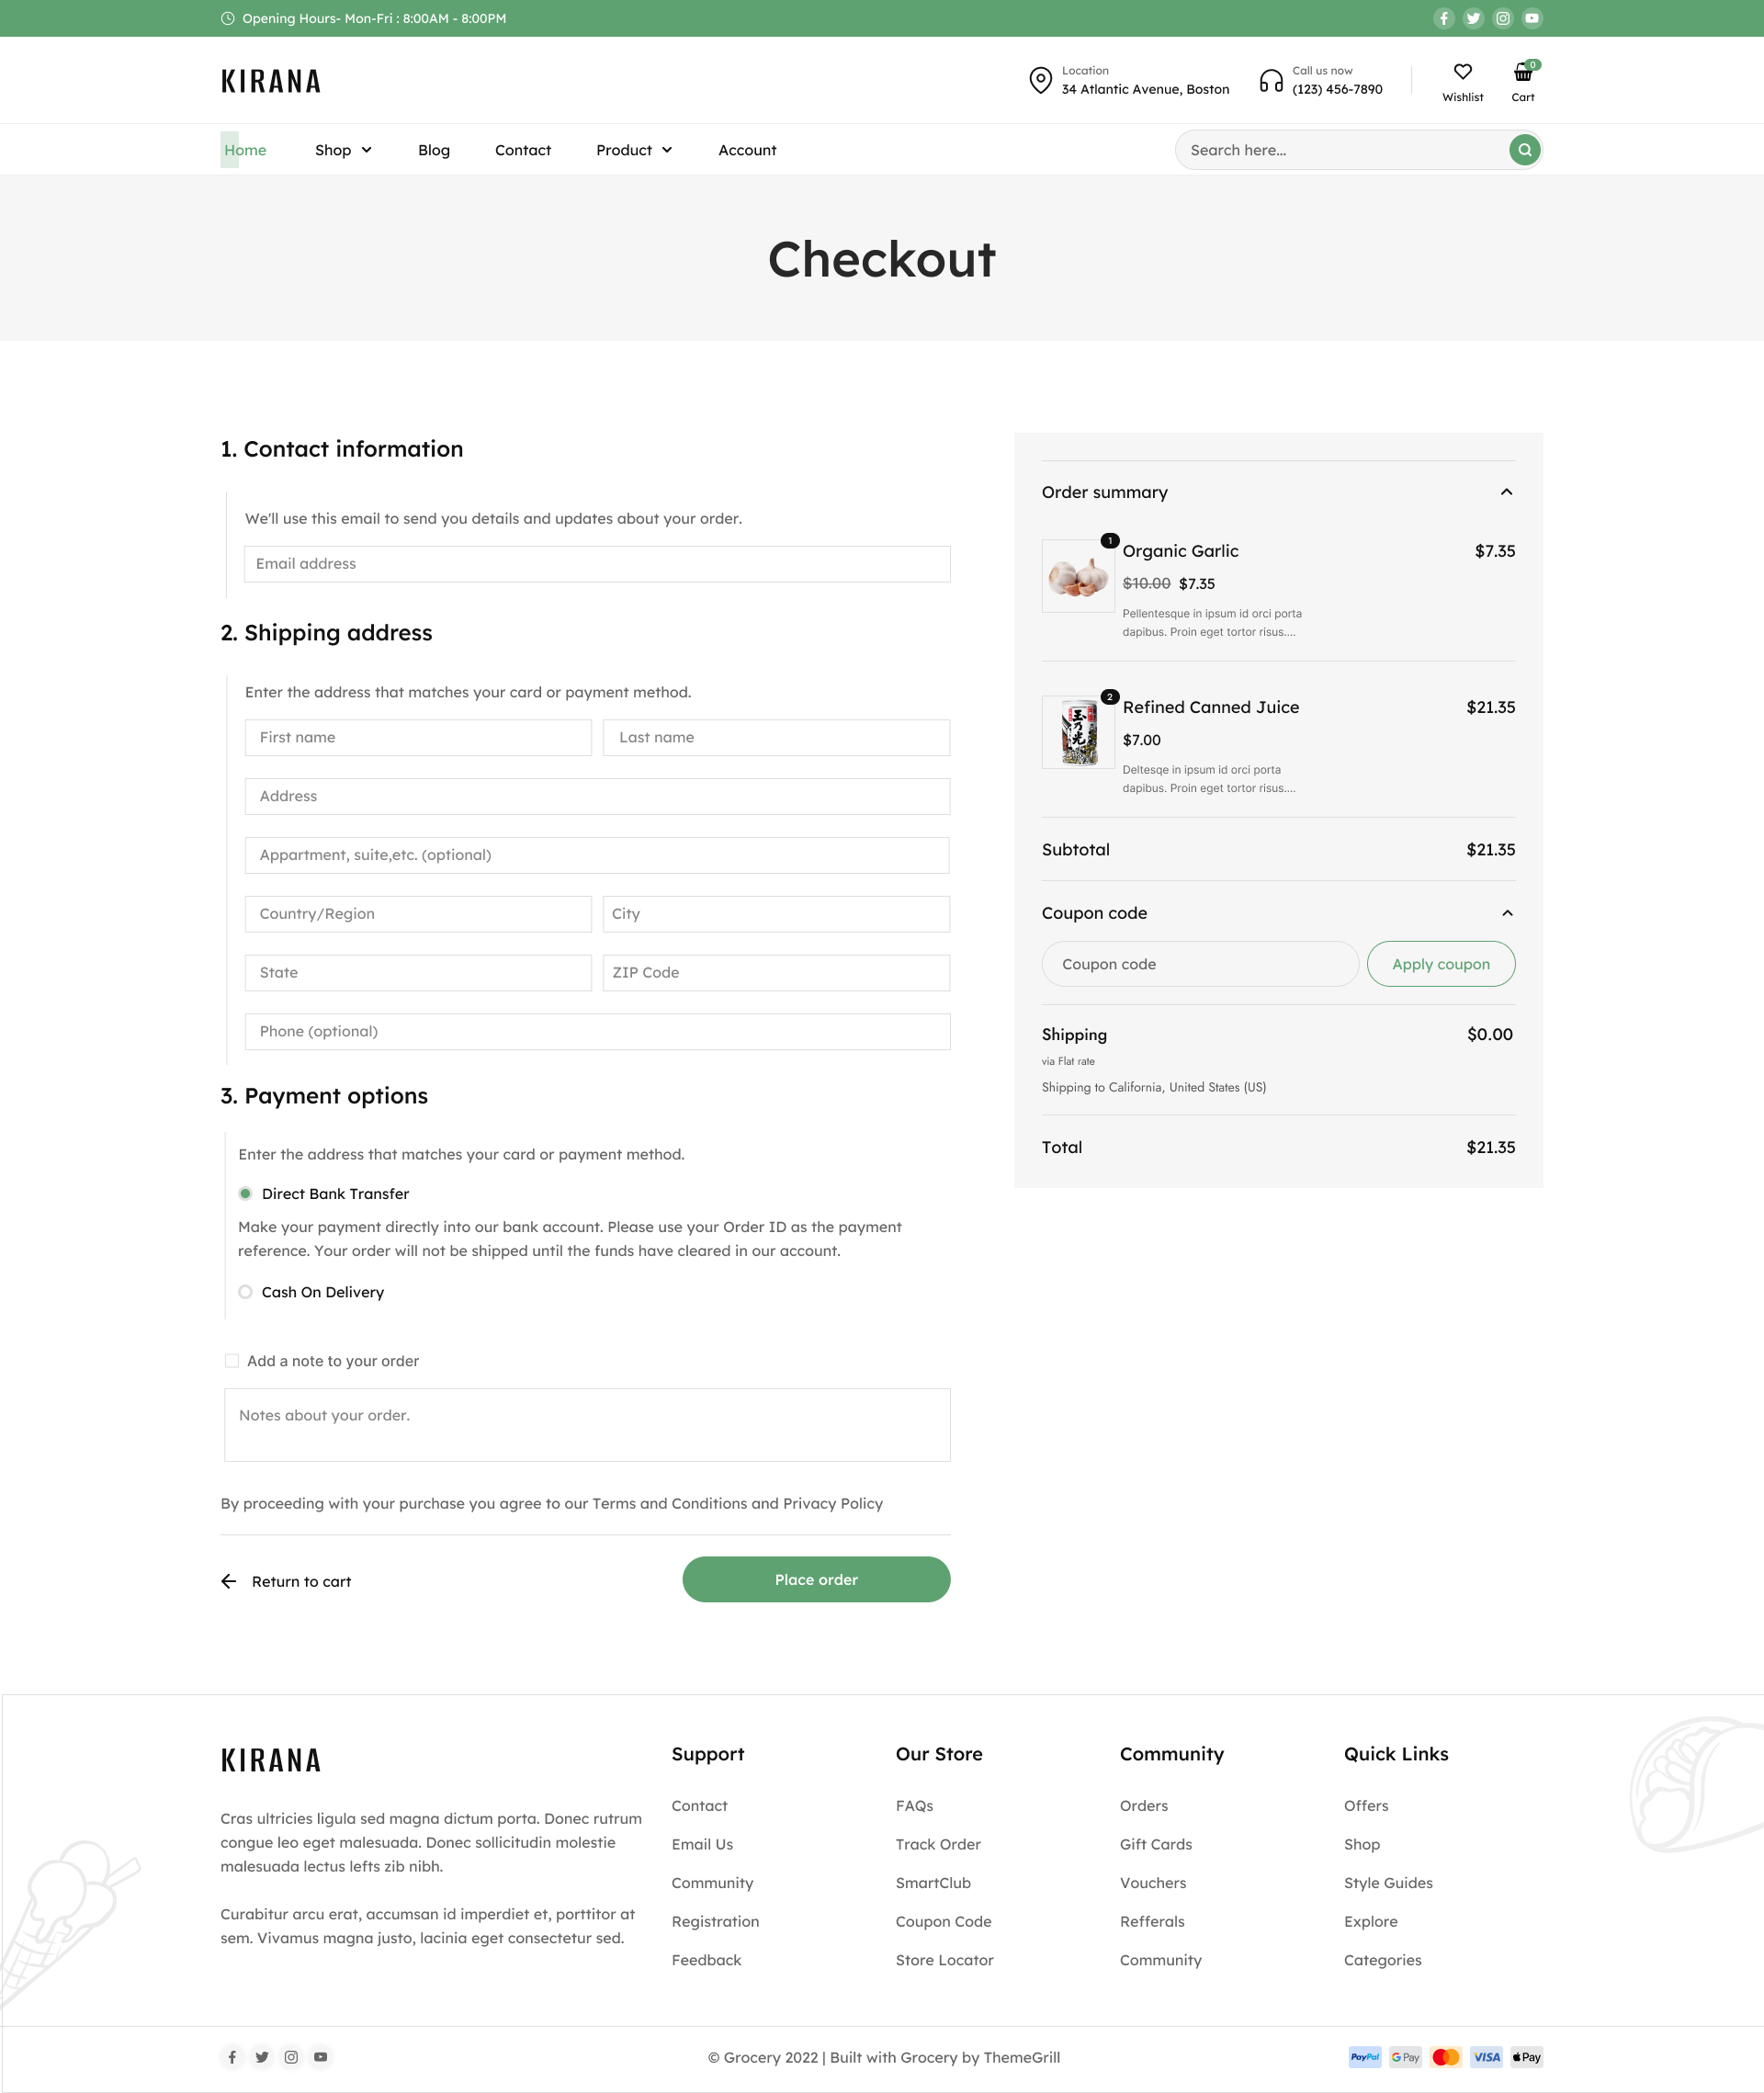 Opening Hours- Mon-Fri : 8:00AM - 8:00PM
KIRANA
Location
34 Atlantic Avenue, Boston
Call us now
(123) 456-7890
Wishlist
0
Cart
Home
Shop
Blog
Contact
Product
Account
Search here...
Checkout
1. Contact information
We'll use this email to send you details and updates about your order.
Email address
2. Shipping address
Enter the address that matches your card or payment method.
First name
Last name
Address
Appartment, suite,etc. (optional)
Country/Region
City
State
ZIP Code
Phone (optional)
3. Payment options
Enter the address that matches your card or payment method.
Direct Bank Transfer
Make your payment directly into our bank account. Please use your Order ID as the payment
reference. Your order will not be shipped until the funds have cleared in our account.
Cash On Delivery
Add a note to your order
Notes about your order.
By proceeding with your purchase you agree to our Terms and Conditions and Privacy Policy
Return to cart
Place order
Order summary
1
Organic Garlic
$7.35
$10.00 $7.35
Pellentesque in ipsum id orci porta
dapibus. Proin eget tortor risus....
2
玉乃光
Refined Canned Juice
$21.35
$7.00
Deltesqe in ipsum id orci porta
dapibus. Proin eget tortor risus....
Subtotal
$21.35
Coupon code
Coupon code
Apply coupon
Shipping
$0.00
via Flat rate
Shipping to California, United States (US)
Total
$21.35
KIRANA
Cras ultricies ligula sed magna dictum porta. Donec rutrum
congue leo eget malesuada. Donec sollicitudin molestie
malesuada lectus lefts zib nibh.
Curabitur arcu erat, accumsan id imperdiet et, porttitor at
sem. Vivamus magna justo, lacinia eget consectetur sed.
Support
Contact
Email Us
Community
Registration
Feedback
Our Store
FAQs
Track Order
SmartClub
Coupon Code
Store Locator
Community
Orders
Gift Cards
Vouchers
Refferals
Community
Quick Links
Offers
Shop
Style Guides
Explore
Categories
© Grocery 2022 | Built with Grocery by ThemeGrill
PayPal
G Pay
VISA
Pay